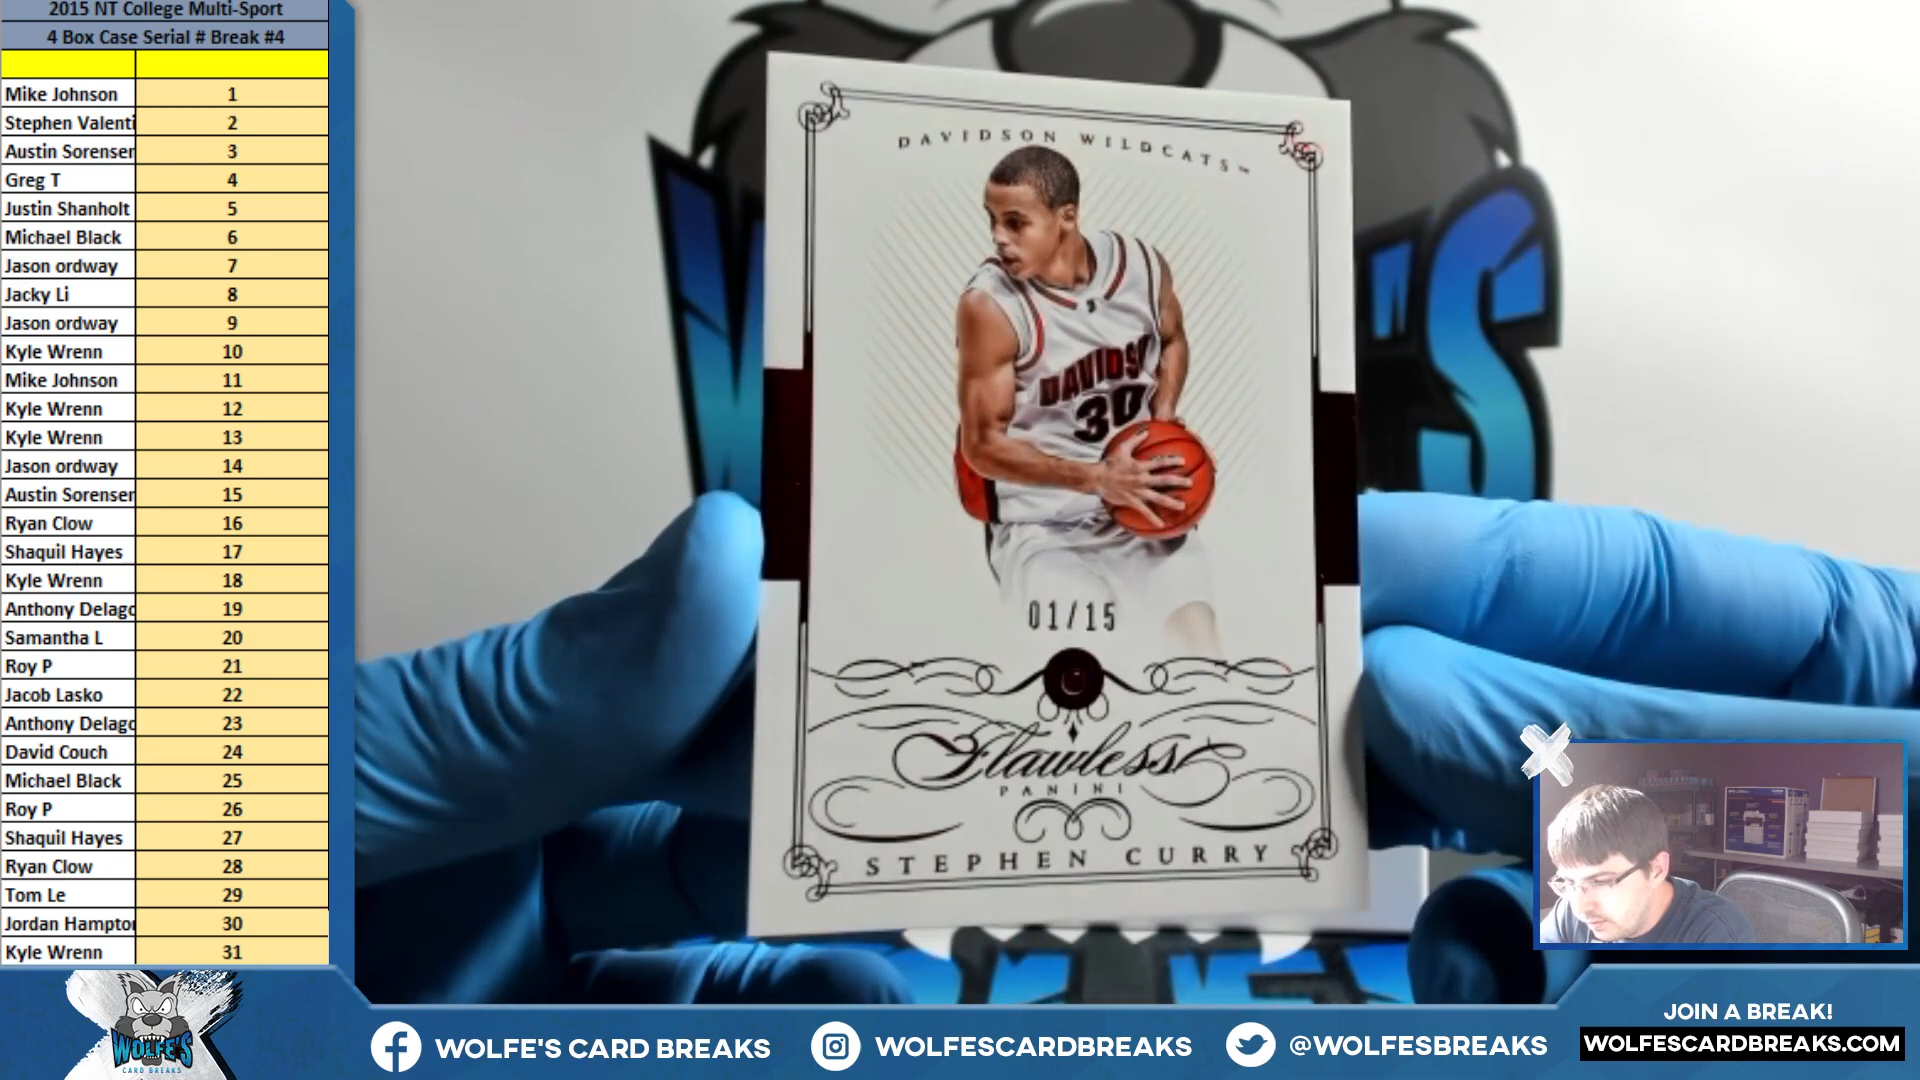 2015 NT College Multi-Sport
4 Box Case Serial # Break #4
Mike Johnson 1
Stephen Valenti 2
Austin Sorensen 3
Greg T 4
Justin Shanholt 5
Michael Black 6
Jason ordway 7
Jacky Li 8
Jason ordway 9
Kyle Wrenn 10
Mike Johnson 11
Kyle Wrenn 12
Kyle Wrenn 13
Jason ordway 14
Austin Sorensen 15
Ryan Clow 16
Shaquil Hayes 17
Kyle Wrenn 18
Anthony Delago 19
Samantha L 20
Roy P 21
Jacob Lasko 22
Anthony Delago 23
David Couch 24
Michael Black 25
Roy P 26
Shaquil Hayes 27
Ryan Clow 28
Tom Le 29
Jordan Hampton 30
Kyle Wrenn 31
DAVIDSON WILDCATS™
DAVIDS
30
01/15
Flawless
PANINI
STEPHEN CURRY
WOLFE'S
CARD BREAKS
WOLFE'S CARD BREAKS
WOLFESCARDBREAKS
@WOLFESBREAKS
JOIN A BREAK!
WOLFESCARDBREAKS.COM